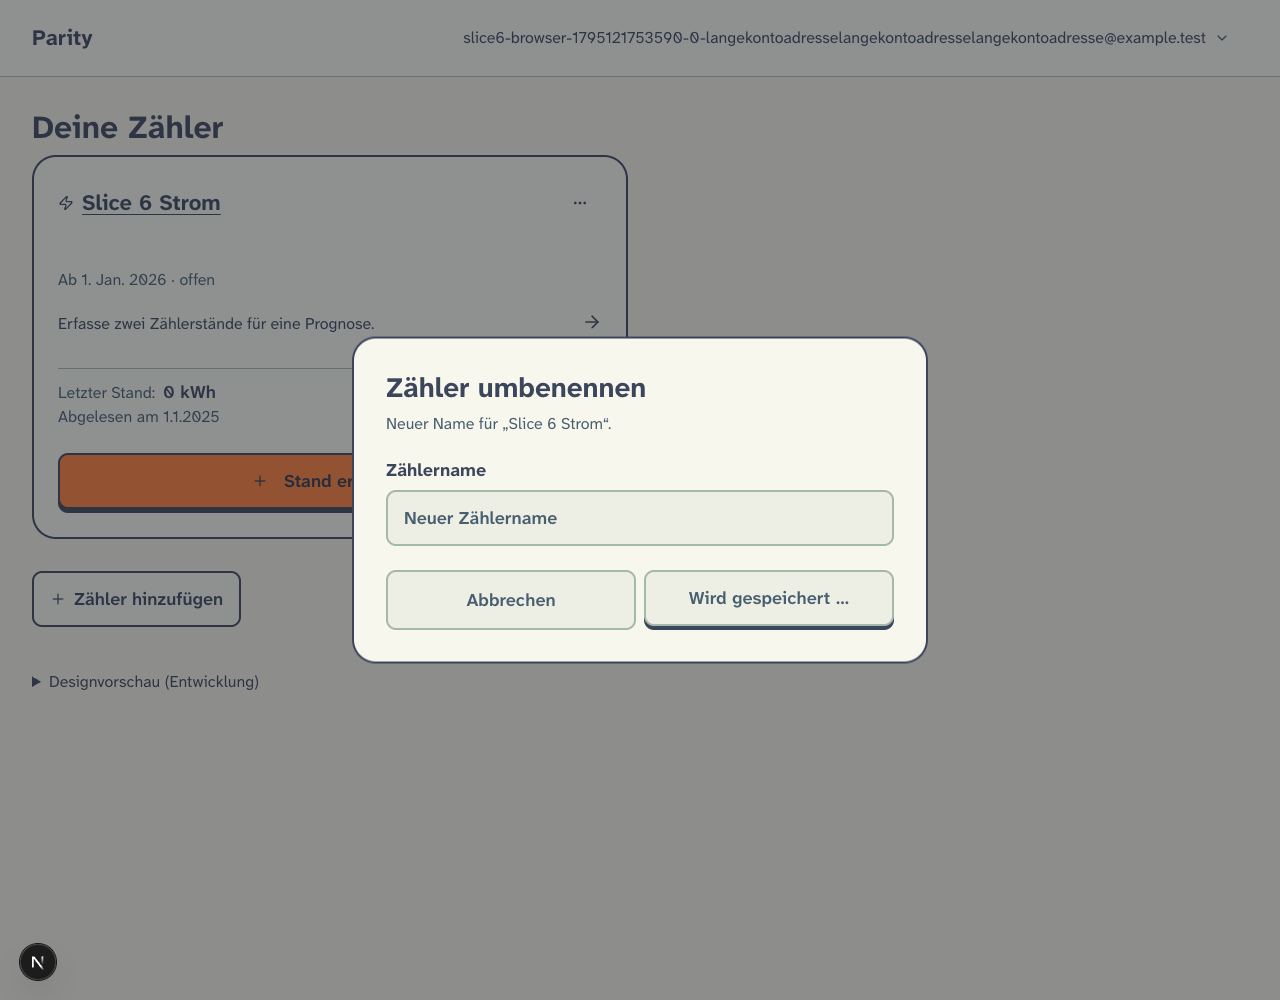 Parity
slice6-browser-1795121753590-0-langekontoadresselangekontoadresselangekontoadresse@example.test
Deine Zähler
Slice 6 Strom
Ab 1. Jan. 2026 · offen
Erfasse zwei Zählerstände für eine Prognose.
Letzter Stand: 0 kWh
Abgelesen am 1.1.2025
+ Stand er
+ Zähler hinzufügen
Designvorschau (Entwicklung)
Zähler umbenennen
Neuer Name für „Slice 6 Strom“.
Zählername
Neuer Zählername
Abbrechen
Wird gespeichert ...
N